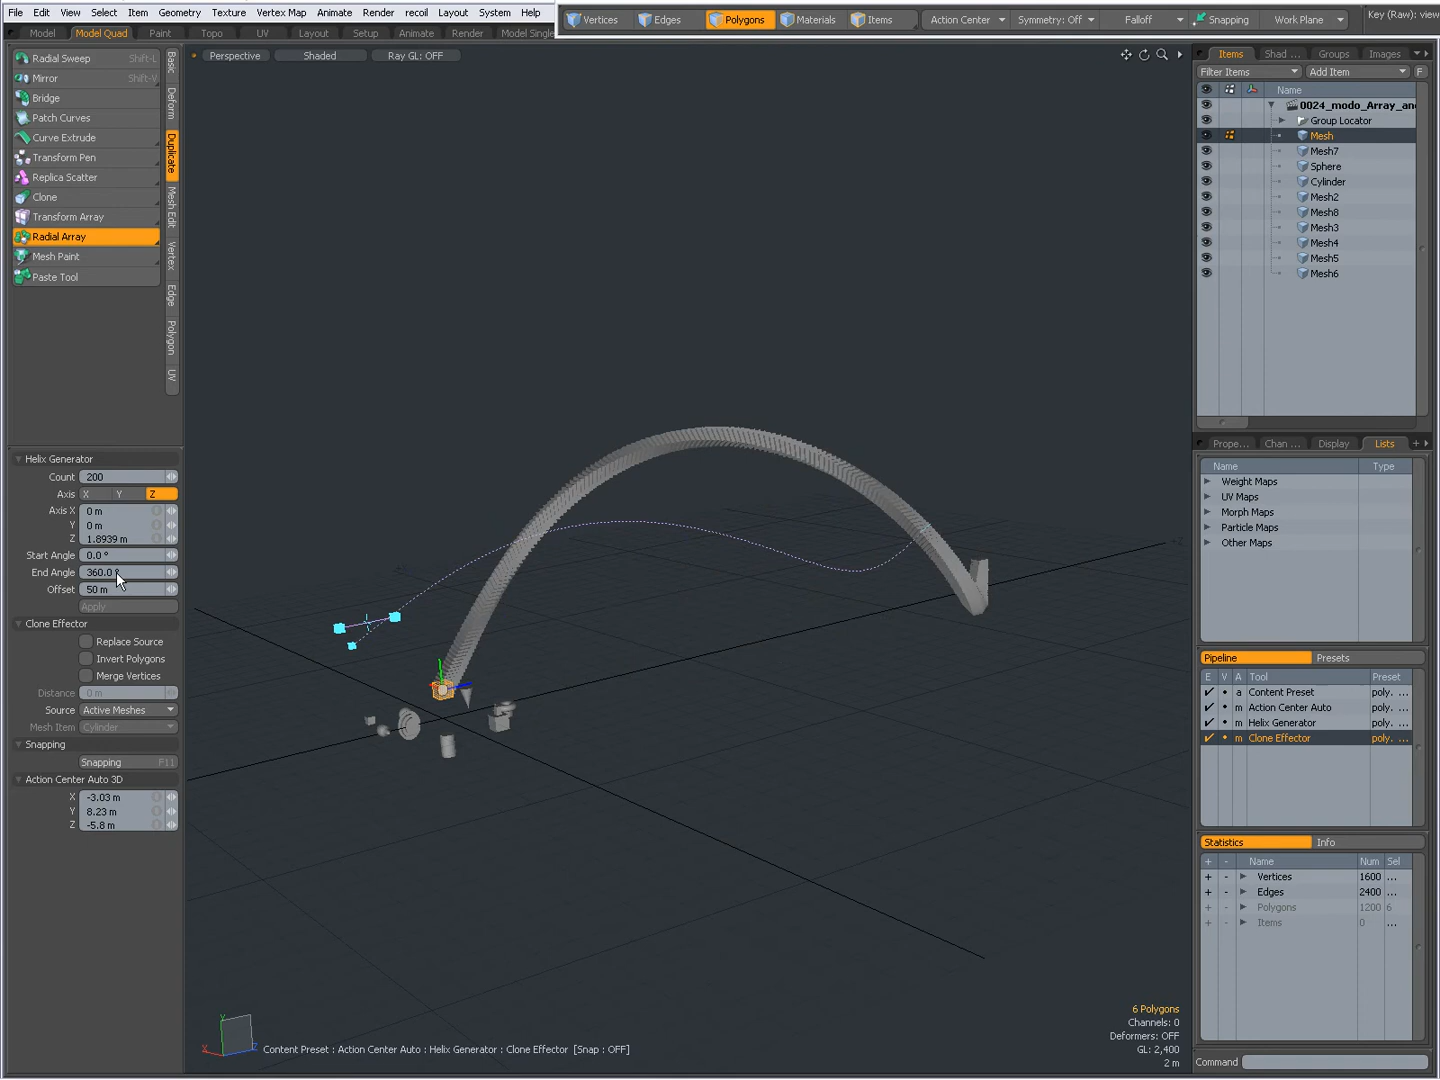 File Edit View Select Item Geometry Texture Vertex Map Animate Render recoil Layout System Help
Vertices Edges Polygons Materials Items Action Center Symmetry: Off Falloff Snapping Work Plane Key (Raw): view
Model Model Quad Paint Topo UV Layout Setup Animate Render Model Single
Radial Sweep Shift-L
Mirror Shift-V
Bridge
Patch Curves
Curve Extrude
Transform Pen
Replica Scatter
Clone
Transform Array
Radial Array
Mesh Paint
Paste Tool
Basic
Deform
Duplicate
Mesh Edit
Vertex
Edge
Polygon
UV
Perspective Shaded Ray GL: OFF
Helix Generator
Count 200
Axis X Y Z
Axis X 0 m
Y 0 m
Z 1.8939 m
Start Angle 0.0 °
End Angle 360.0 °
Offset 50 m
Apply
Clone Effector
Replace Source
Invert Polygons
Merge Vertices
Distance 0 m
Source Active Meshes
Mesh Item Cylinder
Snapping
Snapping F11
Action Center Auto 3D
X -3.03 m
Y 8.23 m
Z -5.8 m
Y
X
Z
Content Preset : Action Center Auto : Helix Generator : Clone Effector [Snap : OFF]
6 Polygons
Channels: 0
Deformers: OFF
GL: 2,400
2 m
Items Shad ... Groups Images
Filter Items Add Item F
Name
0024_modo_Array_an
Group Locator
Mesh
Mesh7
Sphere
Cylinder
Mesh2
Mesh8
Mesh3
Mesh4
Mesh5
Mesh6
Prope... Chan ... Display Lists +
Name Type
Weight Maps
UV Maps
Morph Maps
Particle Maps
Other Maps
Pipeline Presets
E V A Tool Preset
a Content Preset poly. ...
m Action Center Auto poly. ...
m Helix Generator poly. ...
m Clone Effector poly. ...
Statistics Info
+ - Name Num Sel
+ - Vertices 1600 ...
+ - Edges 2400 ...
+ - Polygons 1200 6
+ - Items 0 ...
Command